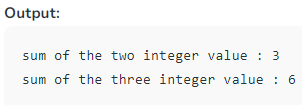 Output:
sum of the two integer value : 3
sum of the three integer value : 6